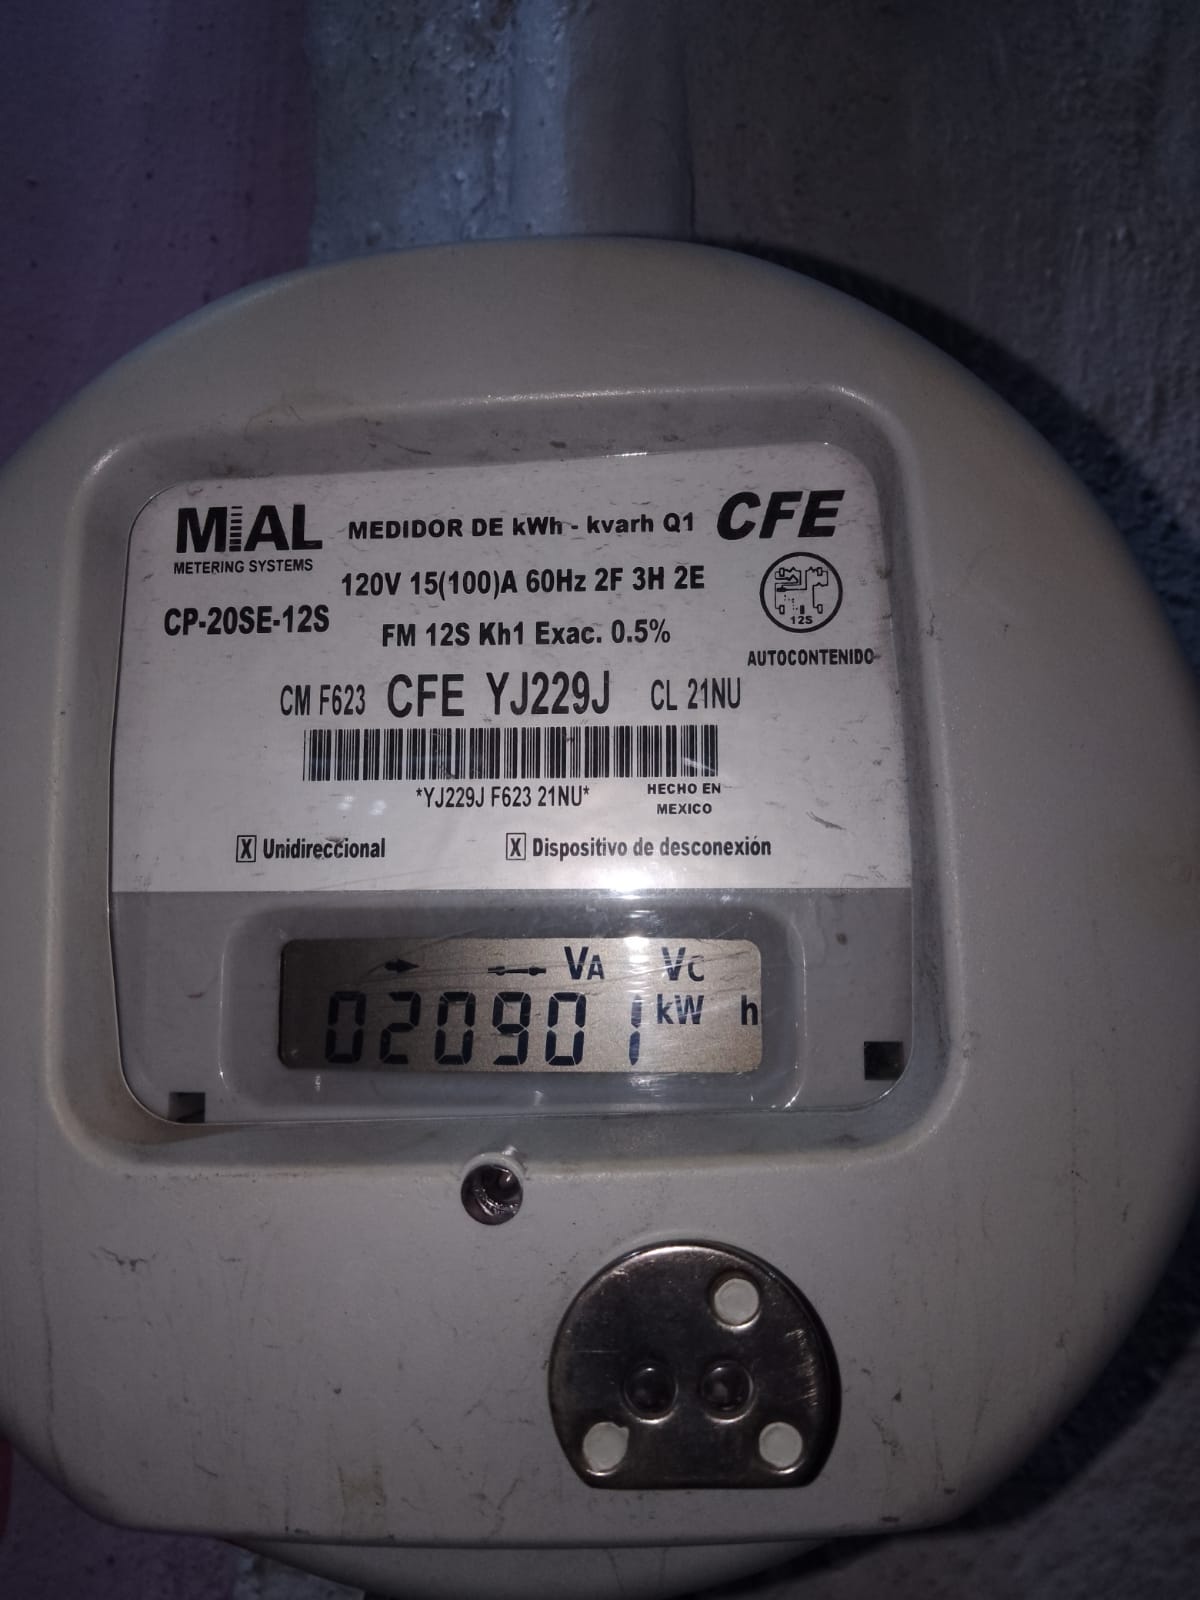 MIAL
METERING SYSTEMS
MEDIDOR DE kWh - kvarh Q1
CFE
120V 15(100)A 60Hz 2F 3H 2E
CP-20SE-12S
FM 12S Kh1 Exac. 0.5%
12S
AUTOCONTENIDO
CM F623 CFE YJ229J CL 21NU
*YJ229J F623 21NU*
HECHO EN
MEXICO
X Unidireccional
X Dispositivo de desconexión
VA VC
020901 kW h